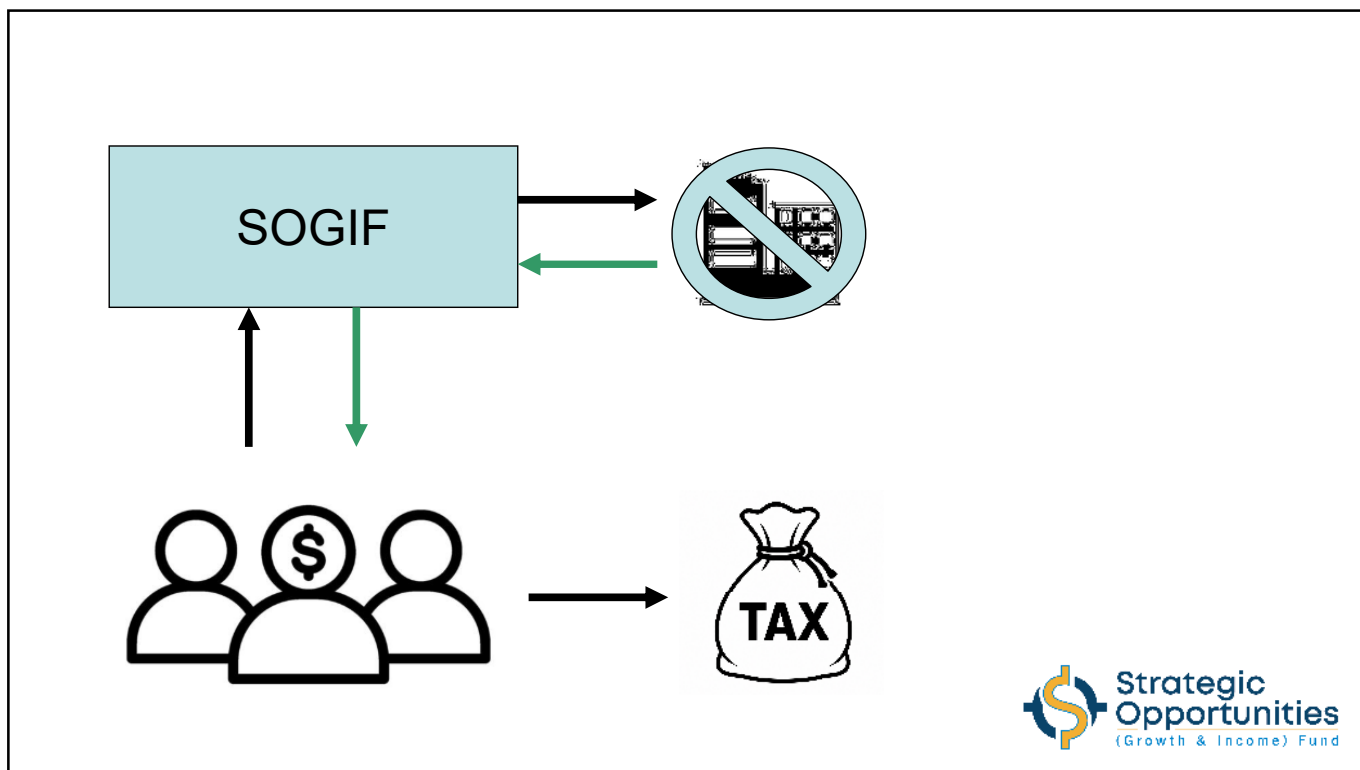 SOGIF
$
TAX
Strategic
Opportunities
(Growth & Income) Fund